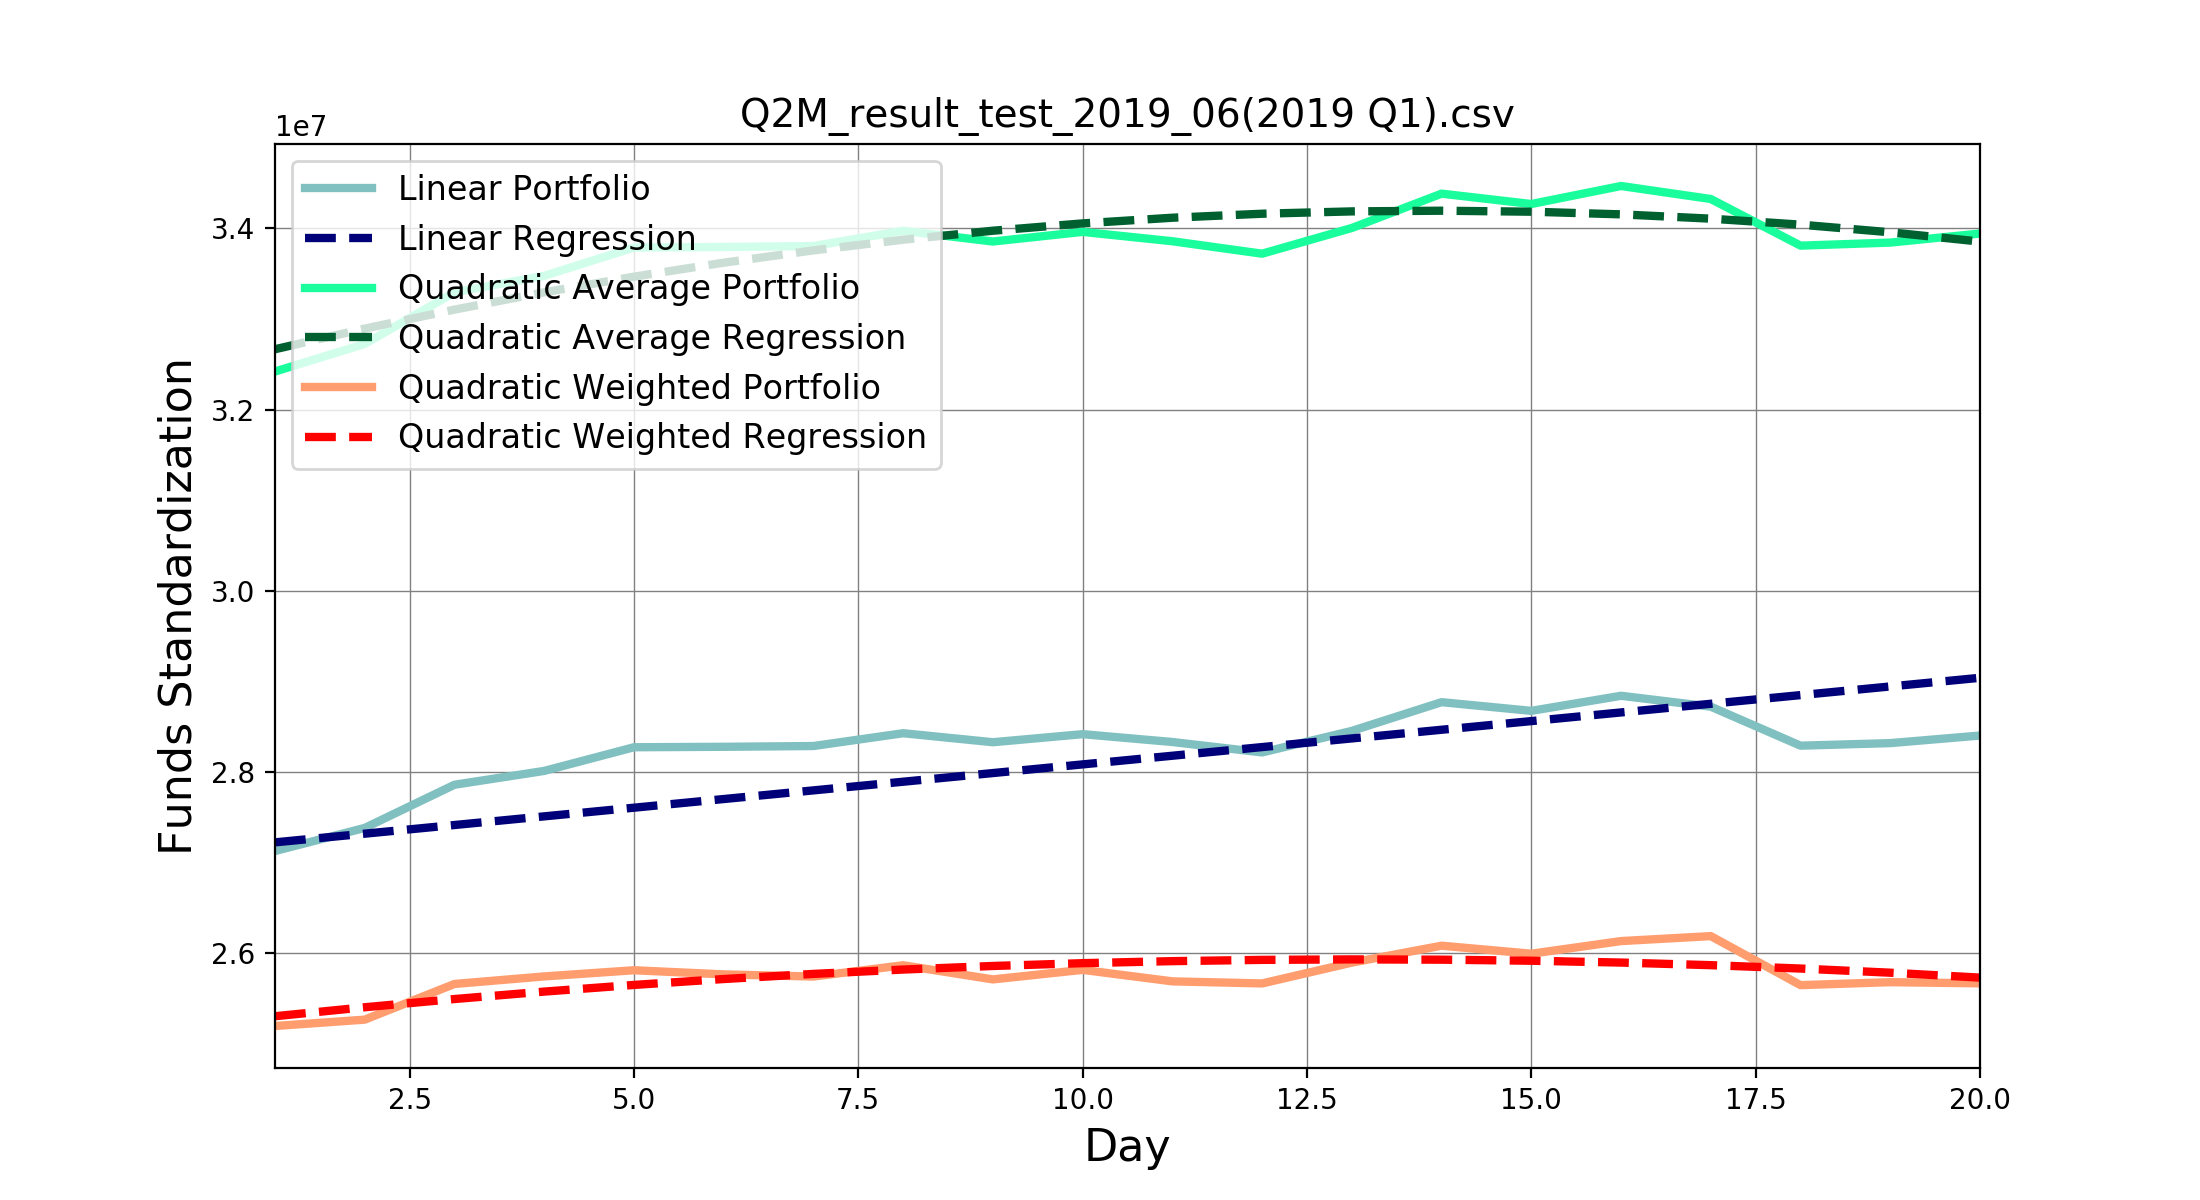 Q2M_result_test_2019_06(2019 Q1).csv
1e7
Linear Portfolio
Linear Regression
Quadratic Average Portfolio
Quadratic Average Regression
Quadratic Weighted Portfolio
Quadratic Weighted Regression
3.4
3.2
3.0
2.8
2.6
Funds Standardization
2.5 5.0 7.5 10.0 12.5 15.0 17.5 20.0
Day